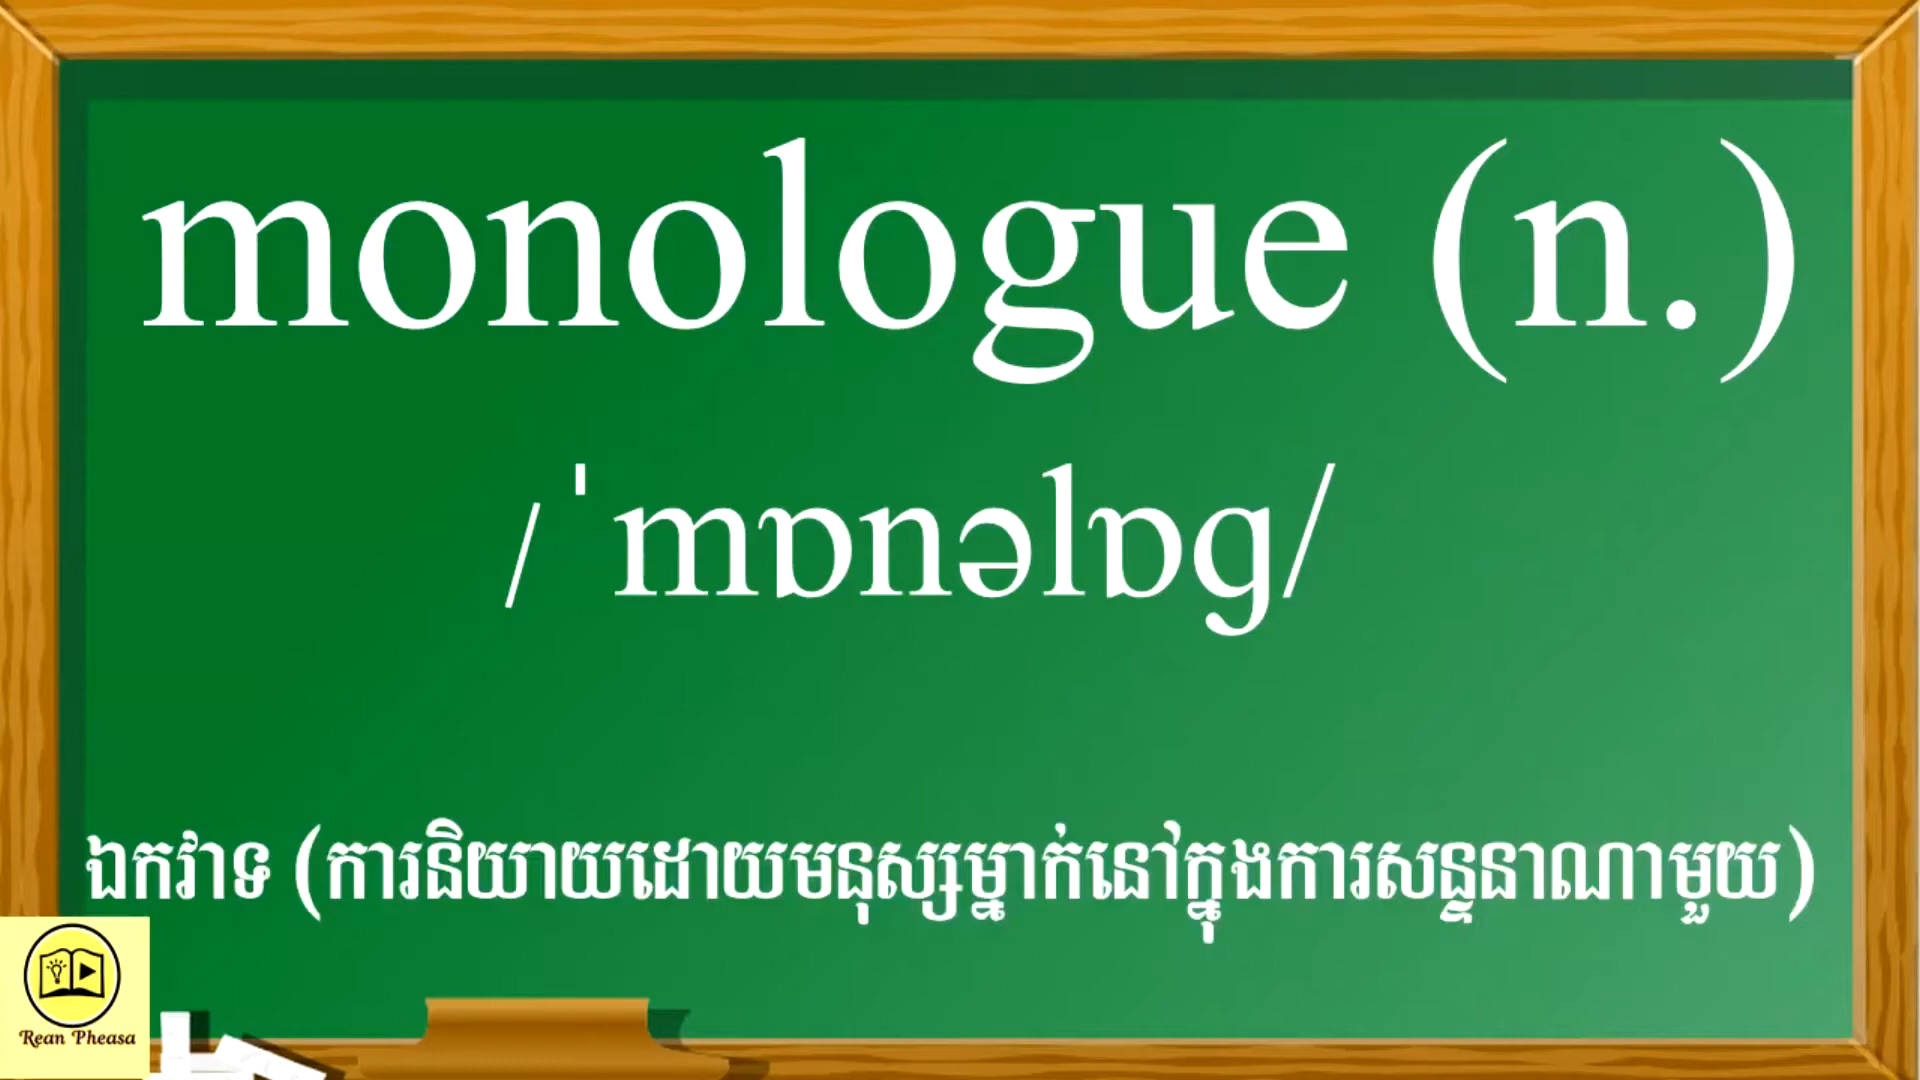 monologue (n.)
/ˈmɒnəlɒɡ/
ឯកវាទ (ការនិយាយដោយមនុស្សម្នាក់នៅក្នុងការសន្ទនាណាមួយ)
Rean Pheasa